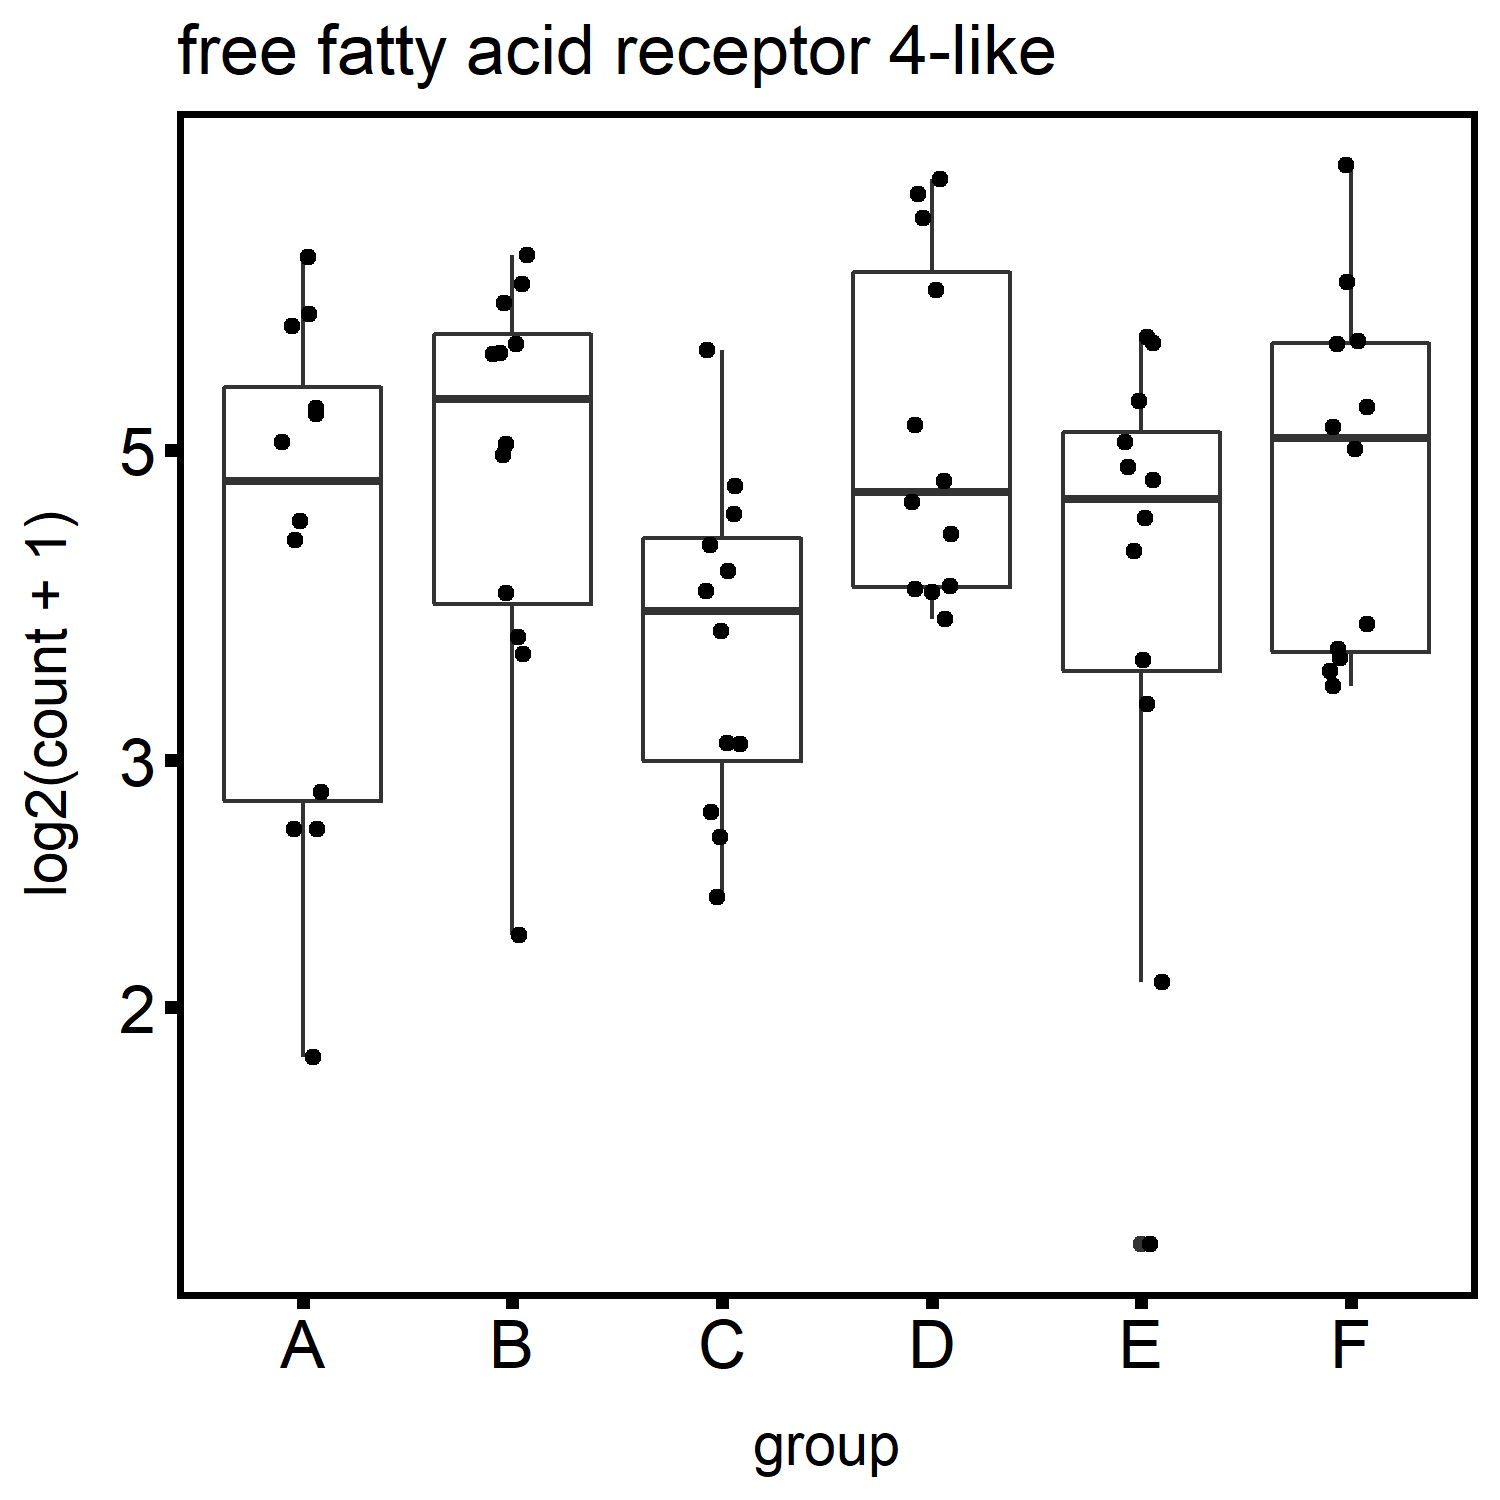 free fatty acid receptor 4-like
log2(count + 1)
5
3
2
A B C D E F
group